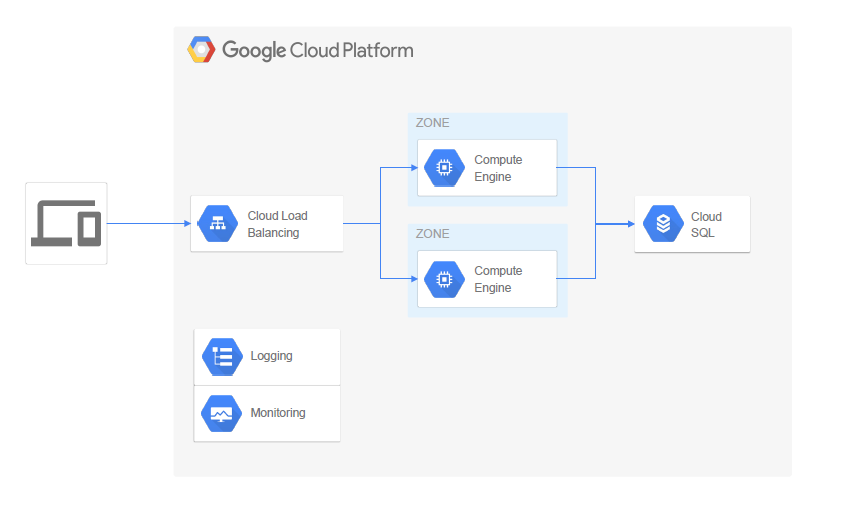 Google Cloud Platform
ZONE
Compute
Engine
Cloud Load
Balancing
Cloud
SQL
ZONE
Compute
Engine
Logging
Monitoring